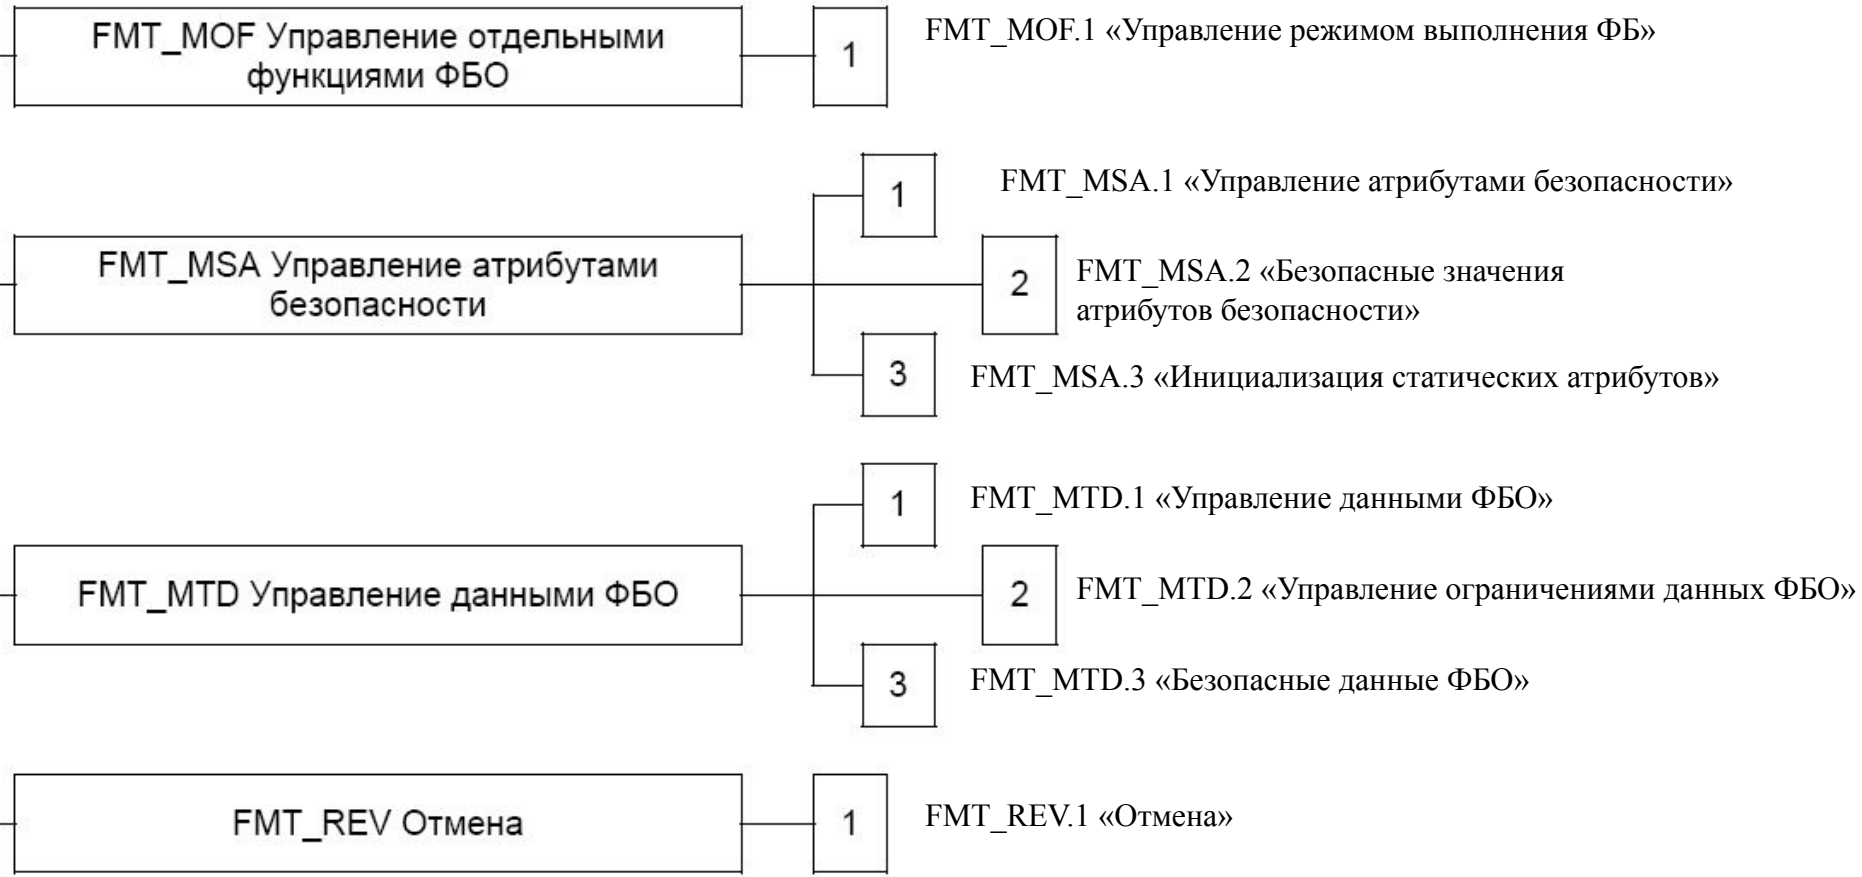 FMT_MOF Управление отдельными
функциями ФБО
1
FMT_MOF.1 «Управление режимом выполнения ФБ»
1
FMT_MSA.1 «Управление атрибутами безопасности»
FMT_MSA Управление атрибутами
безопасности
2
FMT_MSA.2 «Безопасные значения
атрибутов безопасности»
3
FMT_MSA.3 «Инициализация статических атрибутов»
1
FMT_MTD.1 «Управление данными ФБО»
FMT_MTD Управление данными ФБО
2
FMT_MTD.2 «Управление ограничениями данных ФБО»
3
FMT_MTD.3 «Безопасные данные ФБО»
FMT_REV Отмена
1
FMT_REV.1 «Отмена»